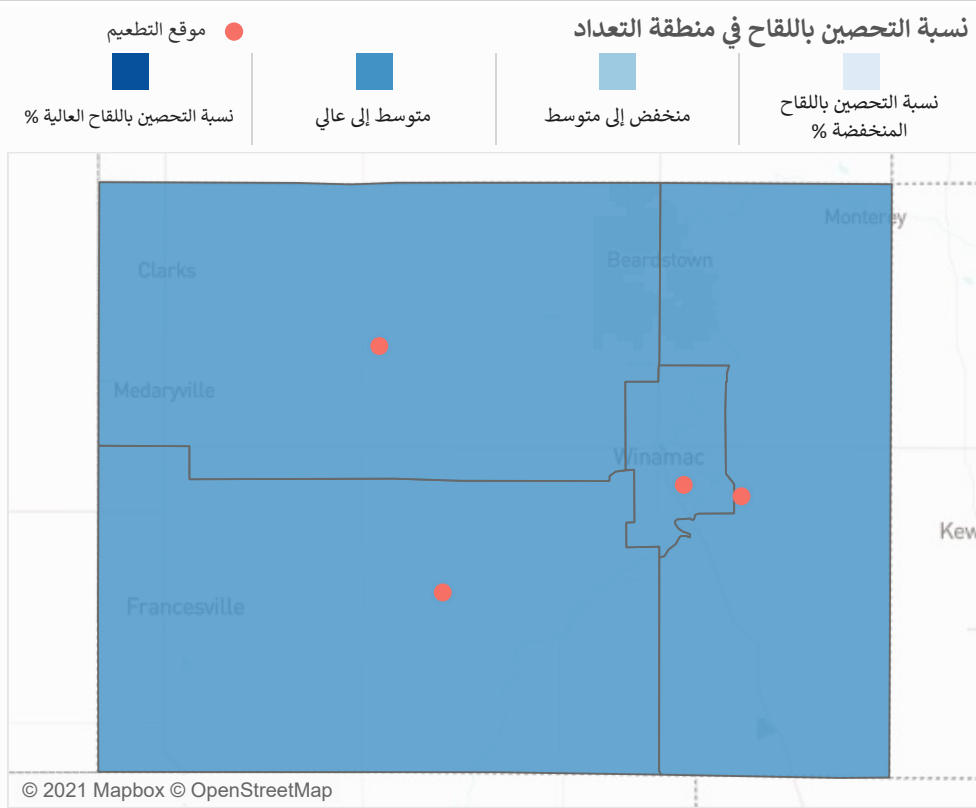 نسبة التحصين باللقاح في منطقة التعداد
موقع التطعيم
نسبة التحصين باللقاح
المنخفضة %
منخفض إلى متوسط
متوسط إلى عالي
نسبة التحصين باللقاح العالية %
Monterey
Clarks
Beardstown
Medaryville
Winamac
Kew
Francesville
© 2021 Mapbox © OpenStreetMap